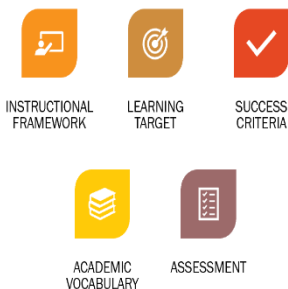 INSTRUCTIONAL
FRAMEWORK
LEARNING
TARGET
SUCCESS
CRITERIA
ACADEMIC
VOCABULARY
ASSESSMENT